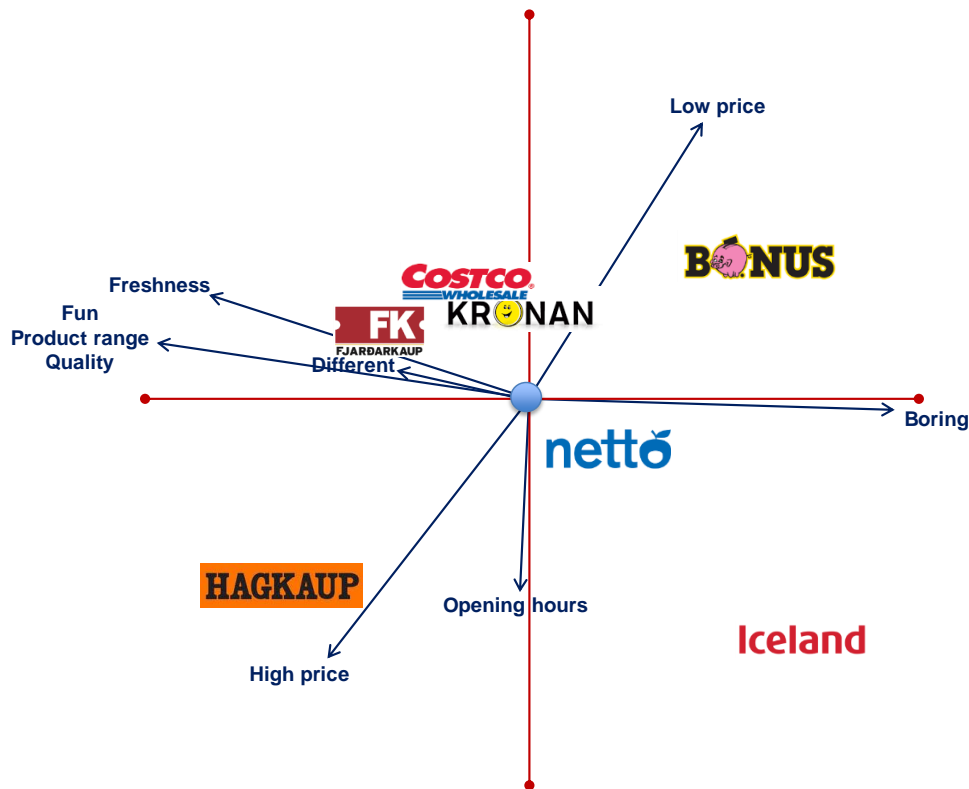 Low price
BONUS
COSTCO
WHOLESALE
Freshness
KRONAN
Fun
Product range
Quality
FK
FJARÐARKAUP
Different
Boring
nettó
HAGKAUP
Opening hours
Iceland
High price